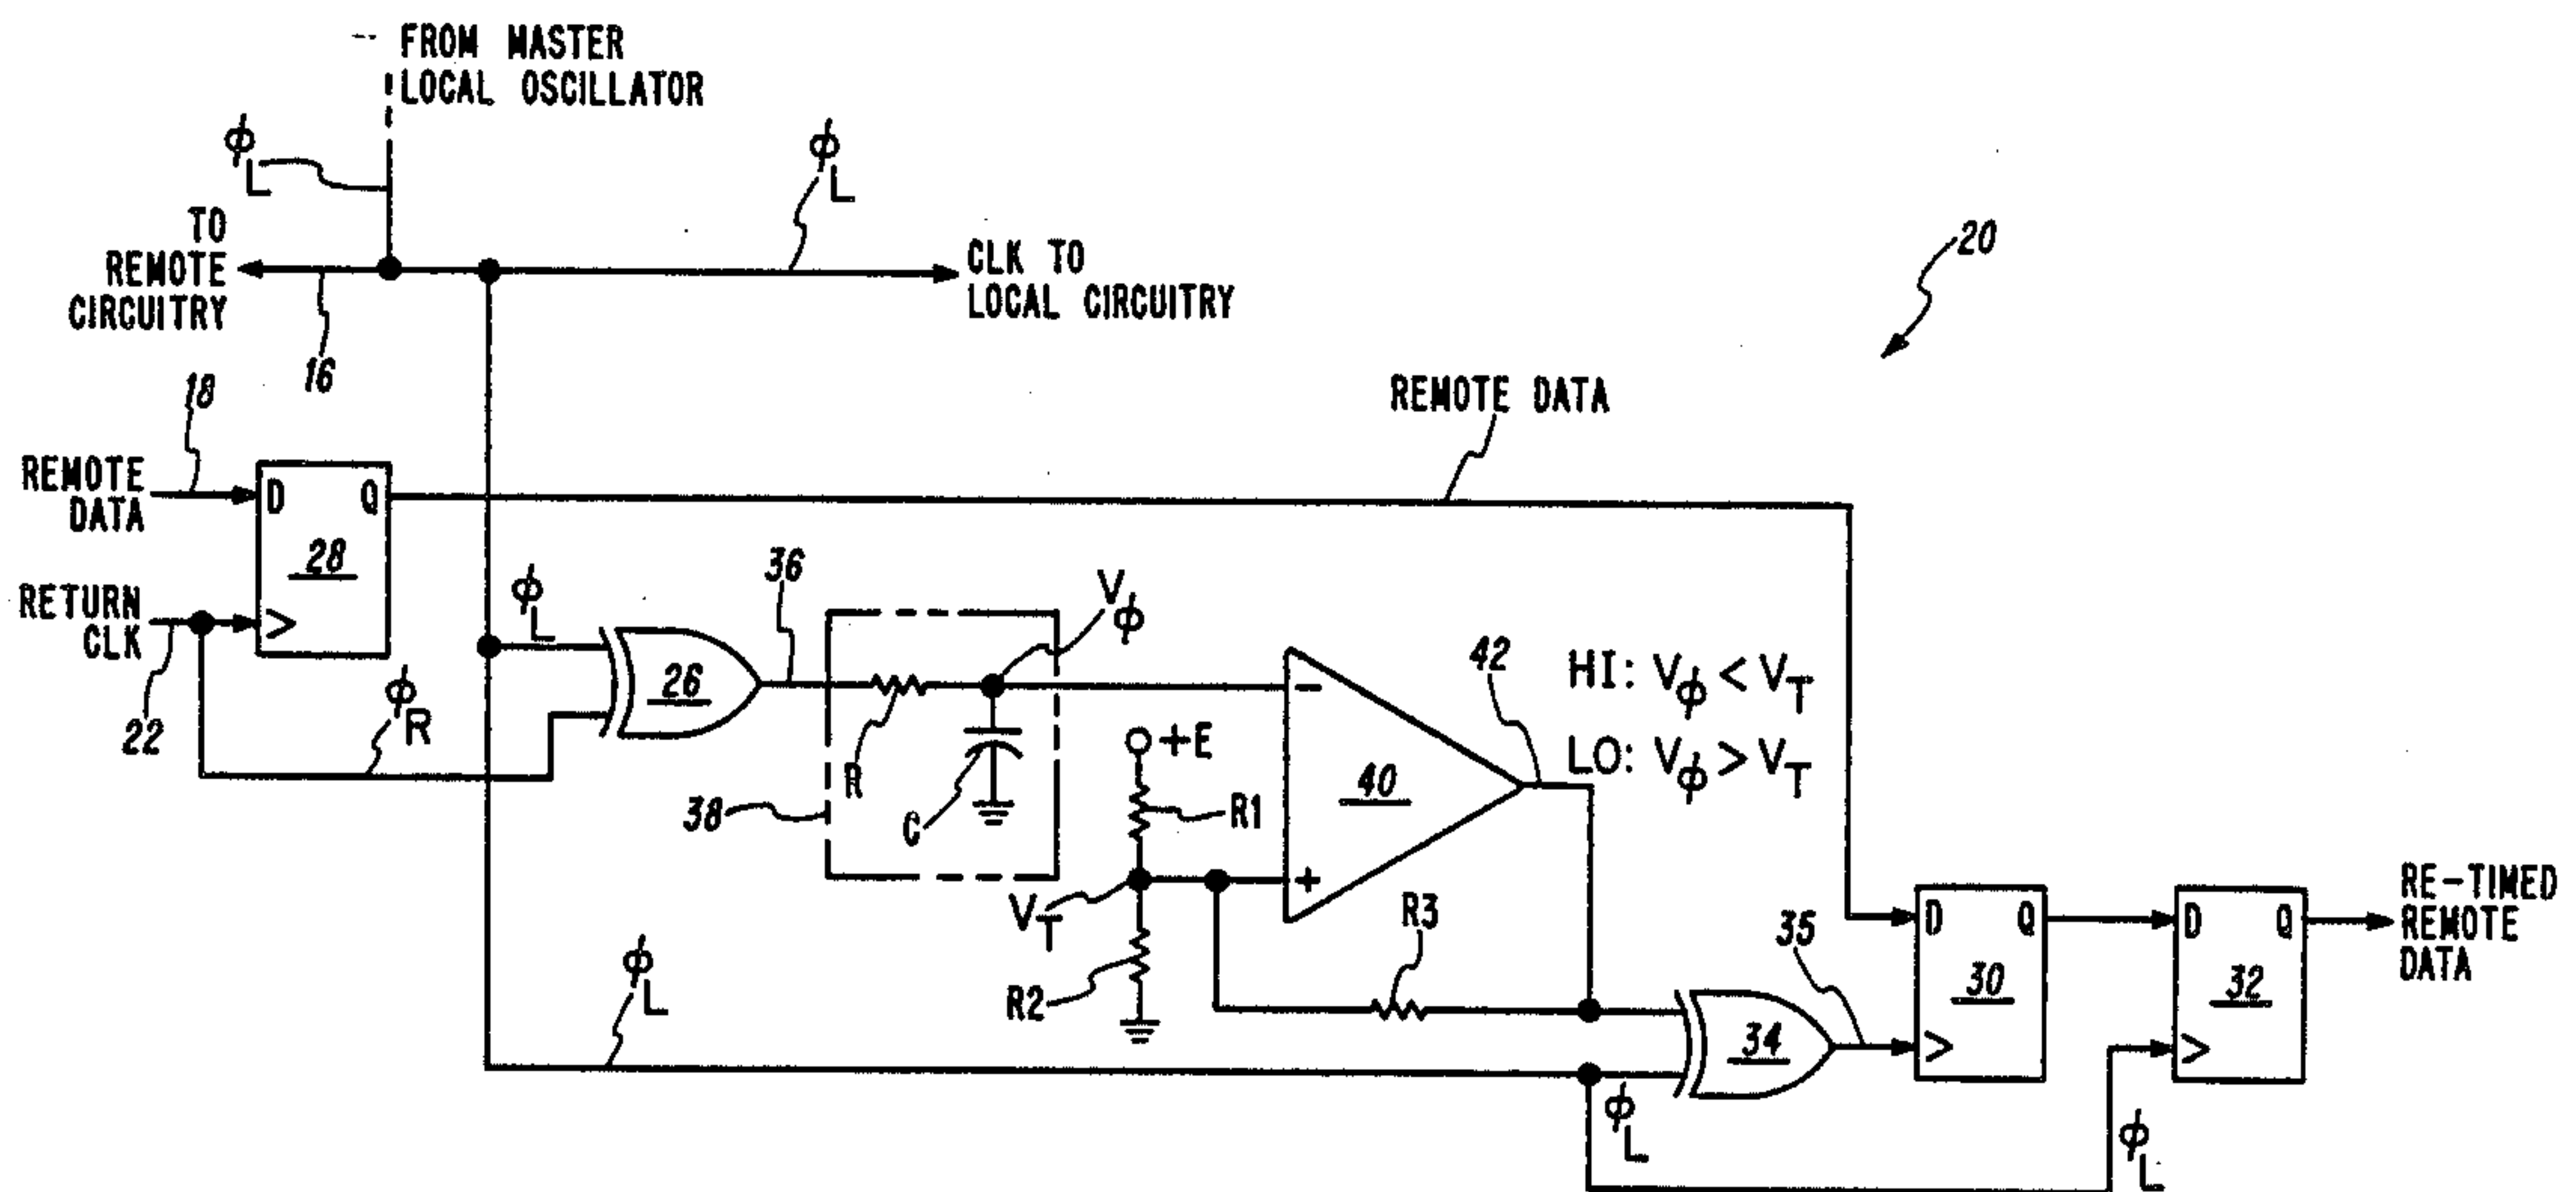 FROM MASTER
LOCAL OSCILLATOR
ϕL
ϕL
TO
REMOTE
CIRCUITRY
CLK TO
LOCAL CIRCUITRY
20
16
18
REMOTE DATA
REMOTE
DATA
D Q
28
RETURN
CLK
>
22
ϕR
ϕL
26
36
Vϕ
R
C
38
+E
R1
VT
R2
-
+
40
42
HI: Vϕ < VT
LO: Vϕ > VT
R3
ϕL
34
35
D Q
30
>
D Q
32
>
RE-TIMED
REMOTE
DATA
ϕL
ϕL